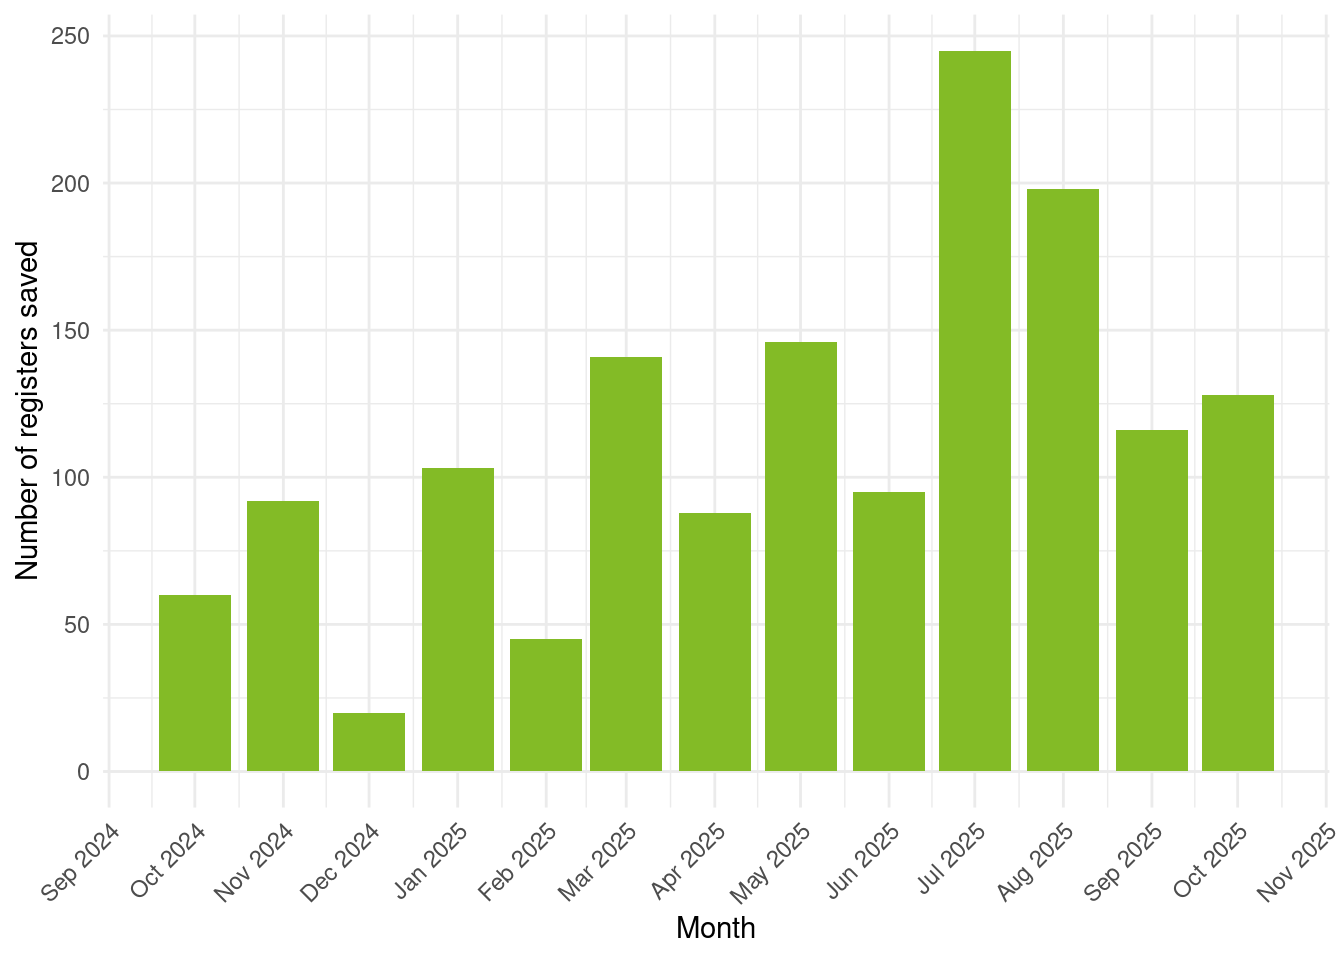 Number of registers saved
250
200
150
100
50
0
Sep 2024
Oct 2024
Nov 2024
Dec 2024
Jan 2025
Feb 2025
Mar 2025
Apr 2025
May 2025
Jun 2025
Jul 2025
Aug 2025
Sep 2025
Oct 2025
Nov 2025
Month